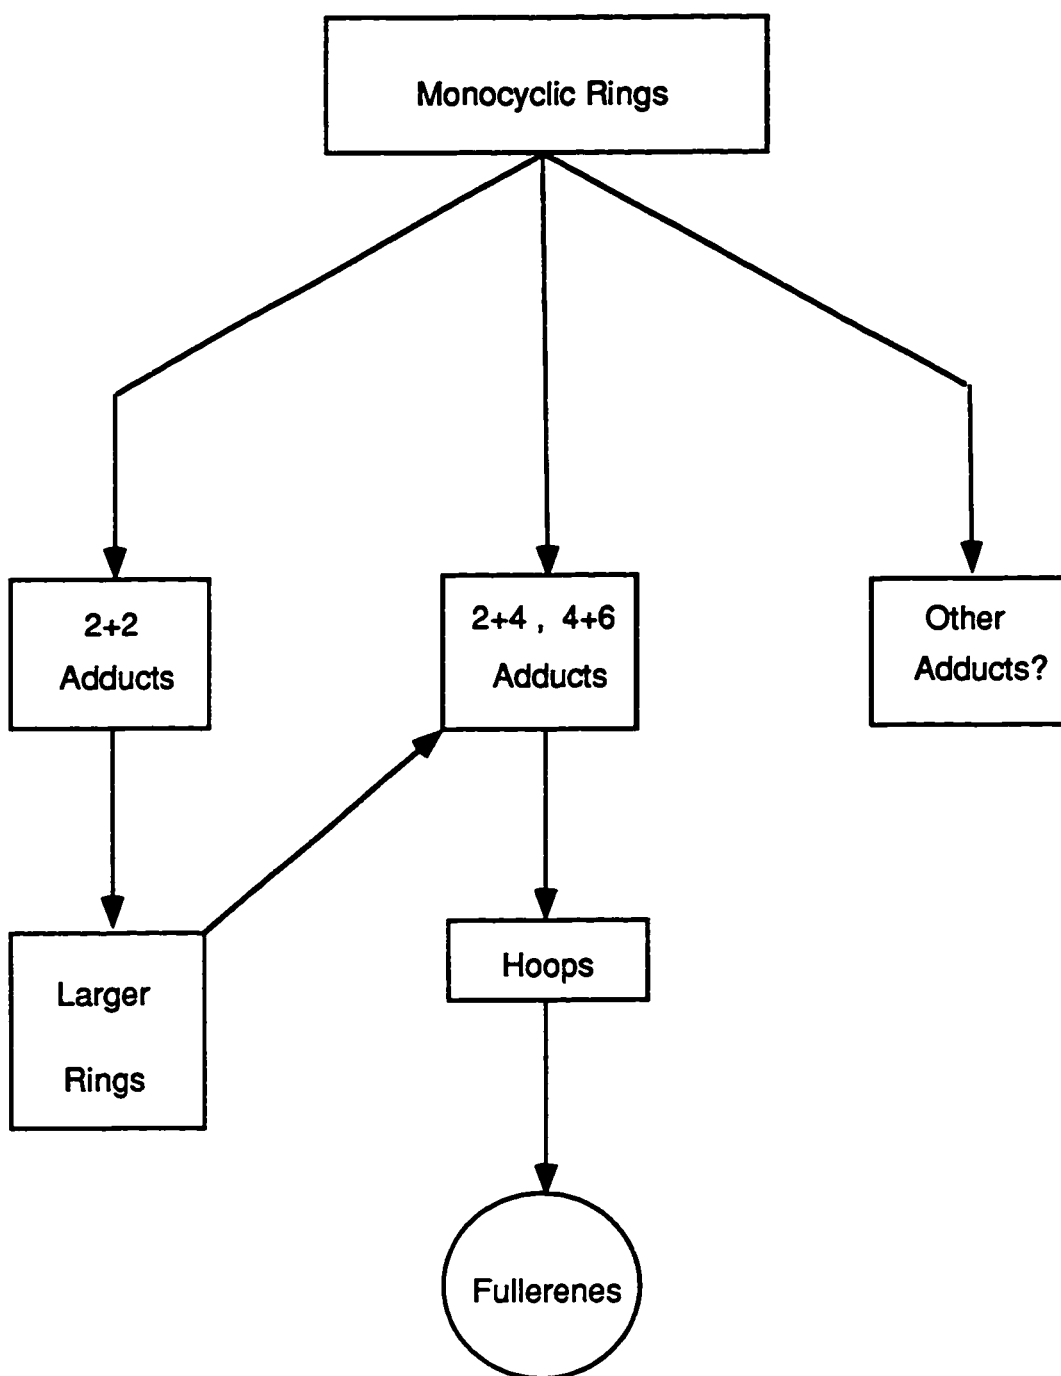 Monocyclic Rings
2+2
Adducts
2+4 , 4+6
Adducts
Other
Adducts?
Larger
Rings
Hoops
Fullerenes